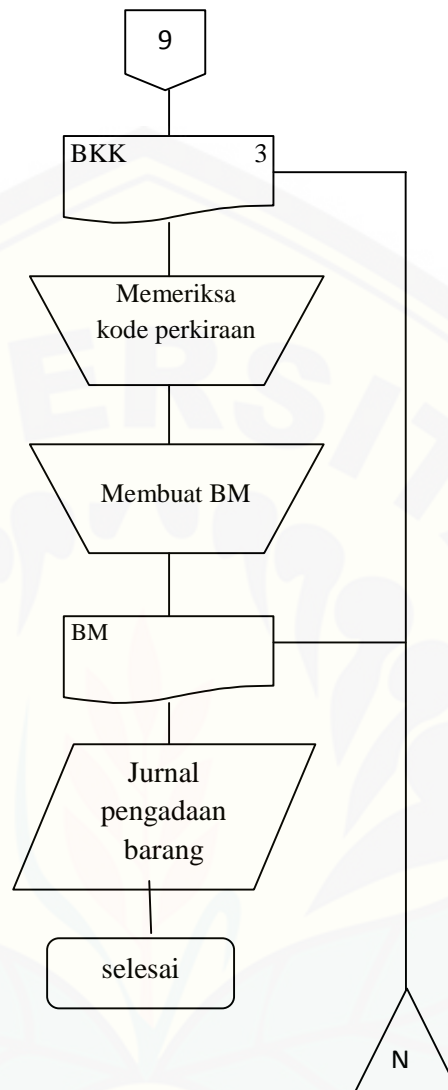 9
BKK 3
Memeriksa
kode perkiraan
Membuat BM
BM
Jurnal
pengadaan
barang
selesai
N